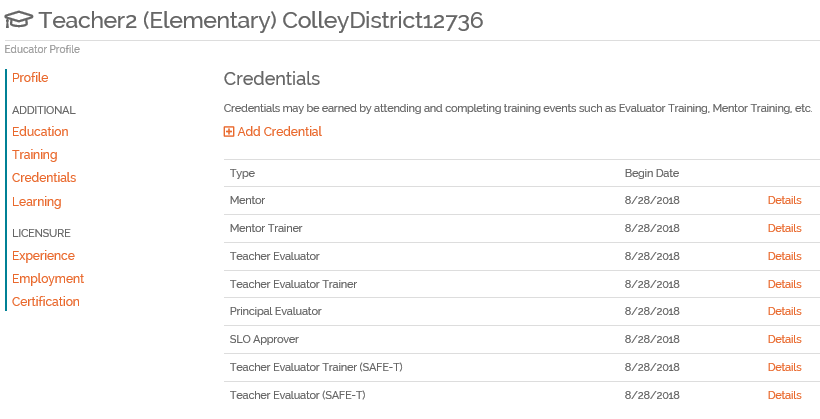 Teacher2 (Elementary) ColleyDistrict12736
Educator Profile
Profile
ADDITIONAL
Education
Training
Credentials
Learning
LICENSURE
Experience
Employment
Certification
Credentials
Credentials may be earned by attending and completing training events such as Evaluator Training, Mentor Training, etc.
Add Credential
Type Begin Date
Mentor 8/28/2018 Details
Mentor Trainer 8/28/2018 Details
Teacher Evaluator 8/28/2018 Details
Teacher Evaluator Trainer 8/28/2018 Details
Principal Evaluator 8/28/2018 Details
SLO Approver 8/28/2018 Details
Teacher Evaluator Trainer (SAFE-T) 8/28/2018 Details
Teacher Evaluator (SAFE-T) 8/28/2018 Details